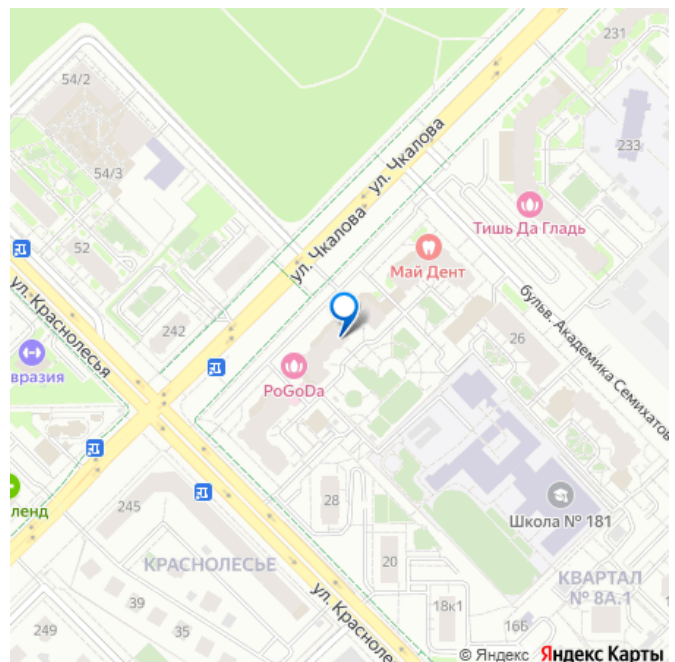 231
54/2
ул. Чкалова
233
54/3
ул. Чкалова
Тишь Да Гладь
52
Май Дент
ул. Краснолесья
242
26
бульв. Академика Семихатов
вразия
PoGoDa
ленд
245
28
Школа № 181
КРАСНОЛЕСЬЕ
20
КВАРТАЛ
№ 8А.1
39
18к1
ул. Краснолесь
249
35
16Б
© Яндекс Яндекс Карты